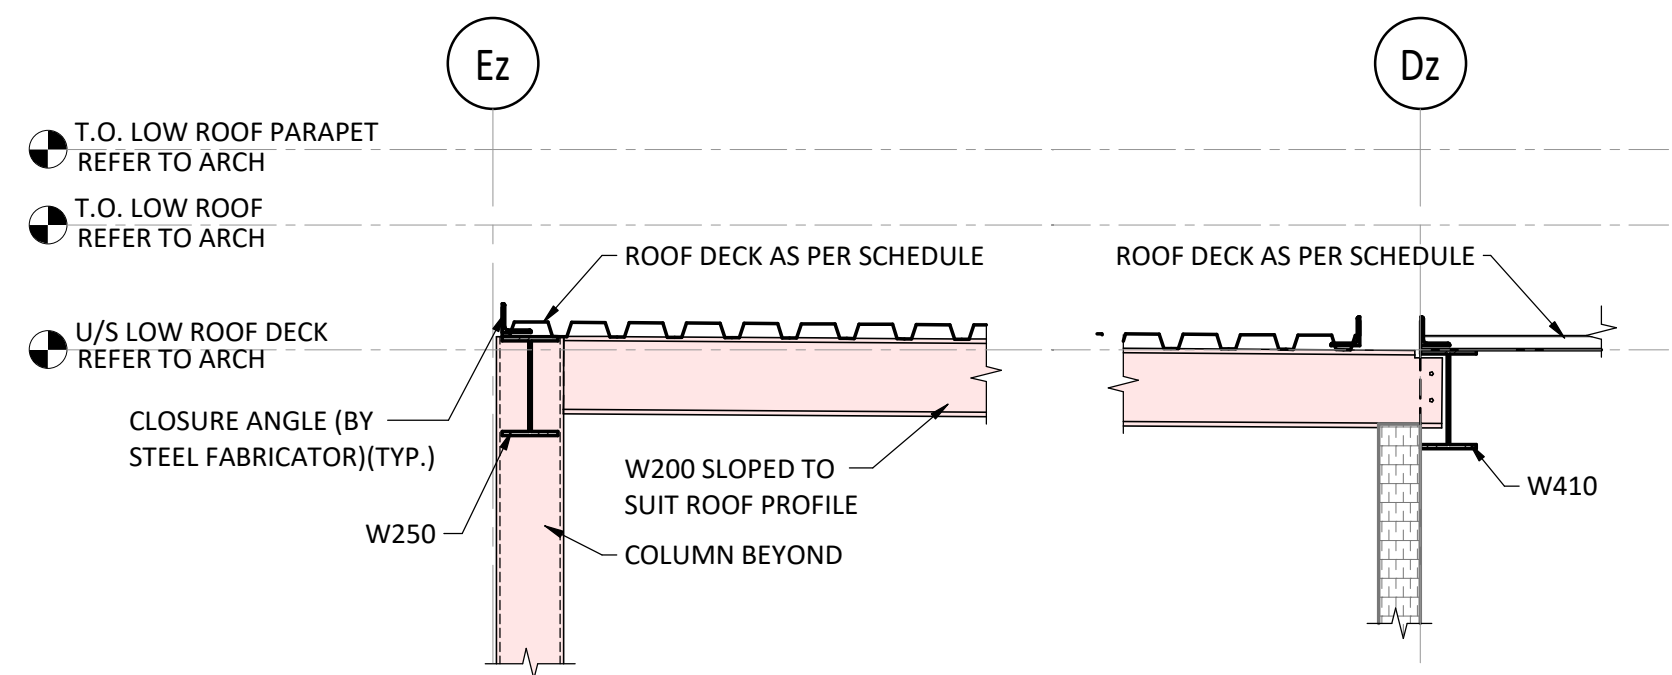 Ez
Dz
T.O. LOW ROOF PARAPET
REFER TO ARCH
T.O. LOW ROOF
REFER TO ARCH
ROOF DECK AS PER SCHEDULE
ROOF DECK AS PER SCHEDULE
U/S LOW ROOF DECK
REFER TO ARCH
CLOSURE ANGLE (BY
STEEL FABRICATOR)(TYP.)
W200 SLOPED TO
SUIT ROOF PROFILE
W410
W250
COLUMN BEYOND